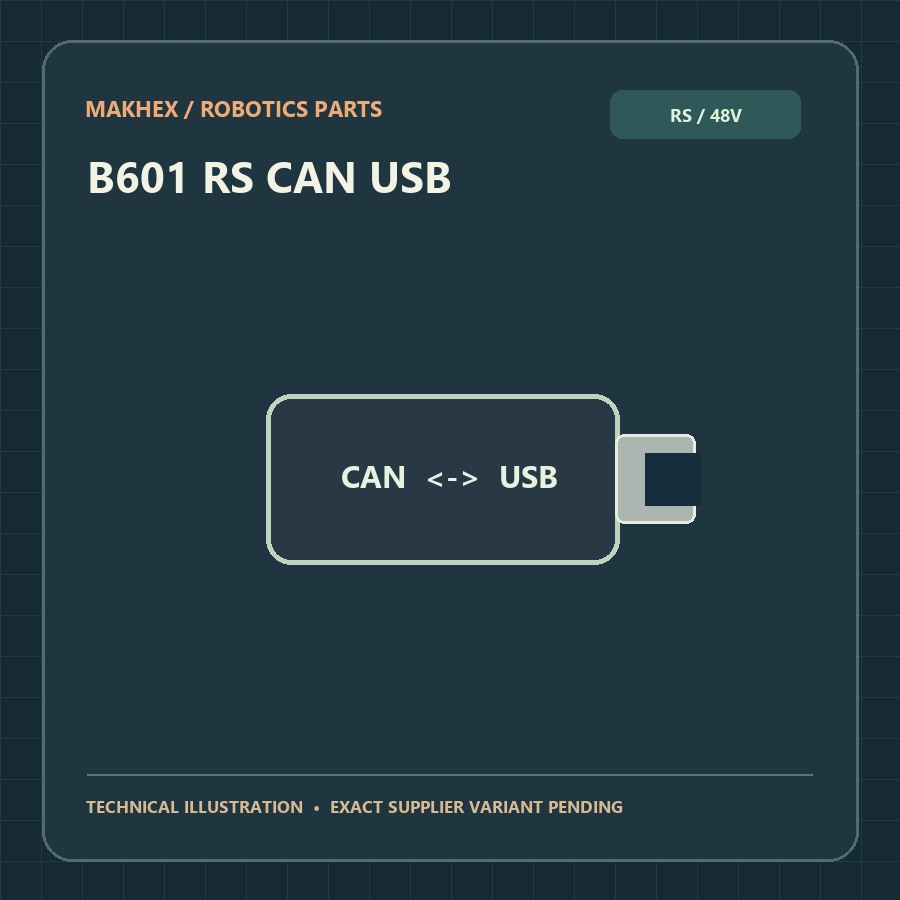 MAKHEX / ROBOTICS PARTS
RS / 48V
B601 RS CAN USB
CAN <-> USB
TECHNICAL ILLUSTRATION • EXACT SUPPLIER VARIANT PENDING